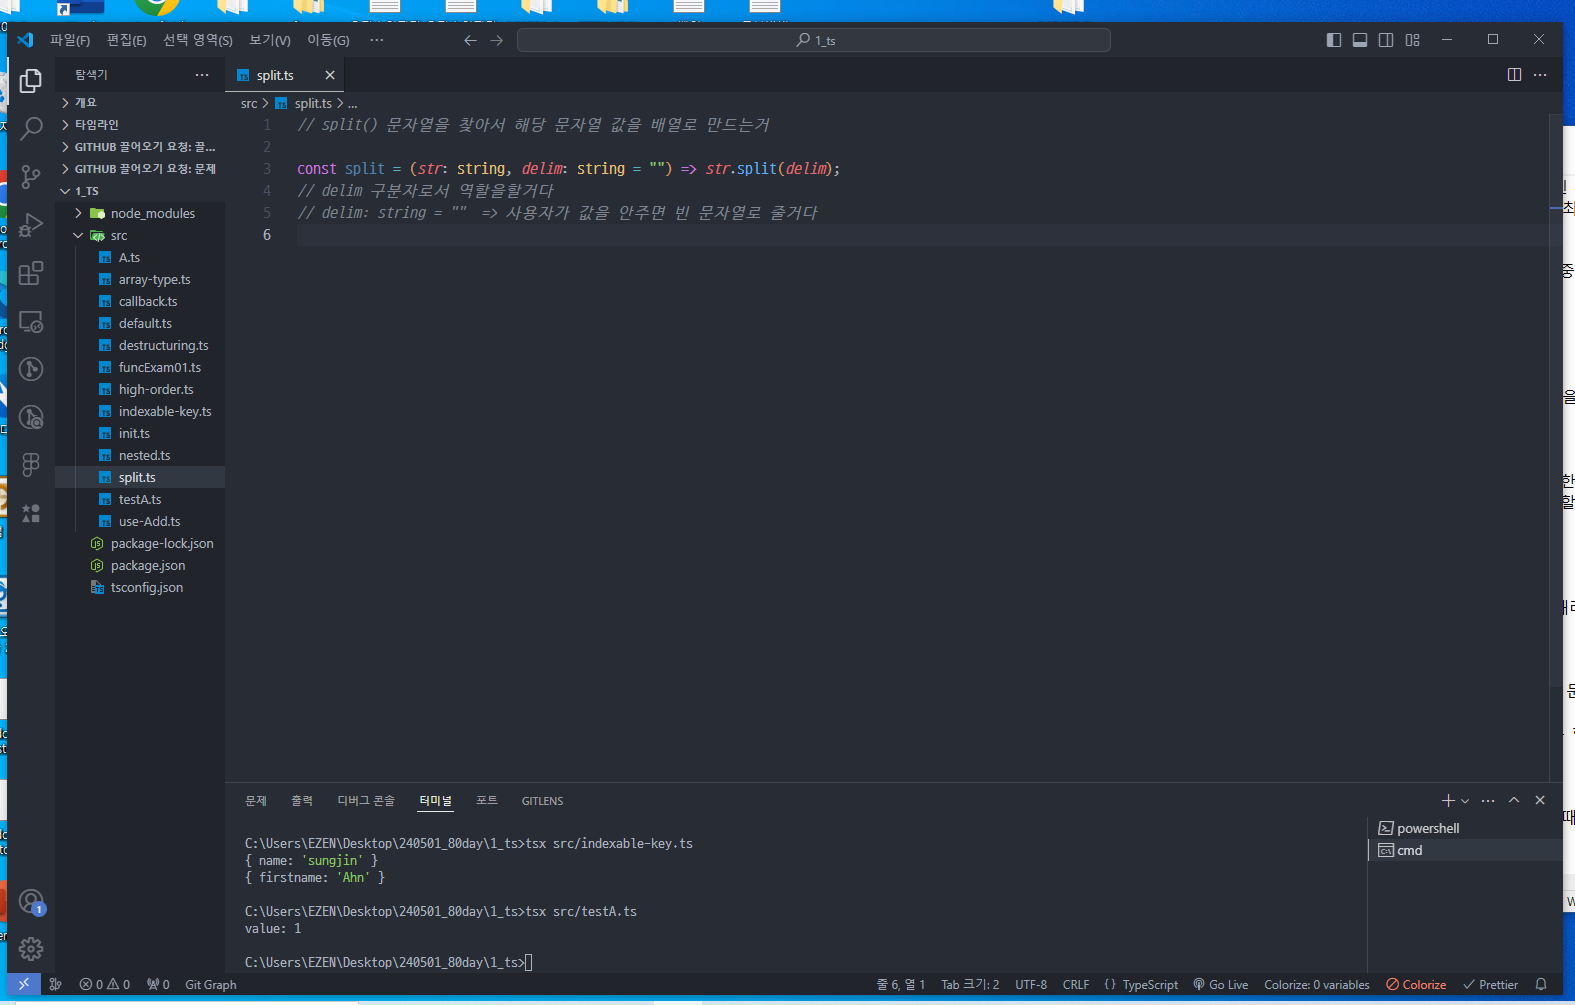 파일(F) 편집(E) 선택 영역(S) 보기(V) 이동(G) ··· 1_ts
탐색기
개요
타임라인
GITHUB 끌어오기 요청: 끌...
GITHUB 끌어오기 요청: 문제
1_TS
node_modules
src
A.ts
array-type.ts
callback.ts
default.ts
destructuring.ts
funcExam01.ts
high-order.ts
indexable-key.ts
init.ts
nested.ts
split.ts
testA.ts
use-Add.ts
package-lock.json
package.json
tsconfig.json
split.ts
src > split.ts > ...
1 // split() 문자열을 찾아서 해당 문자열 값을 배열로 만드는거
2
3 const split = (str: string, delim: string = "") => str.split(delim);
4 // delim 구분자로서 역할을할거다
5 // delim: string = "" => 사용자가 값을 안주면 빈 문자열로 줄거다
6
문제 출력 디버그 콘솔 터미널 포트 GITLENS
C:\Users\EZEN\Desktop\240501_80day\1_ts>tsx src/indexable-key.ts
{ name: 'sungjin' }
{ firstname: 'Ahn' }
C:\Users\EZEN\Desktop\240501_80day\1_ts>tsx src/testA.ts
value: 1
C:\Users\EZEN\Desktop\240501_80day\1_ts>
powershell
cmd
1
0 0 0 Git Graph 줄 6, 열 1 Tab 크기: 2 UTF-8 CRLF { } TypeScript Go Live Colorize: 0 variables Colorize Prettier